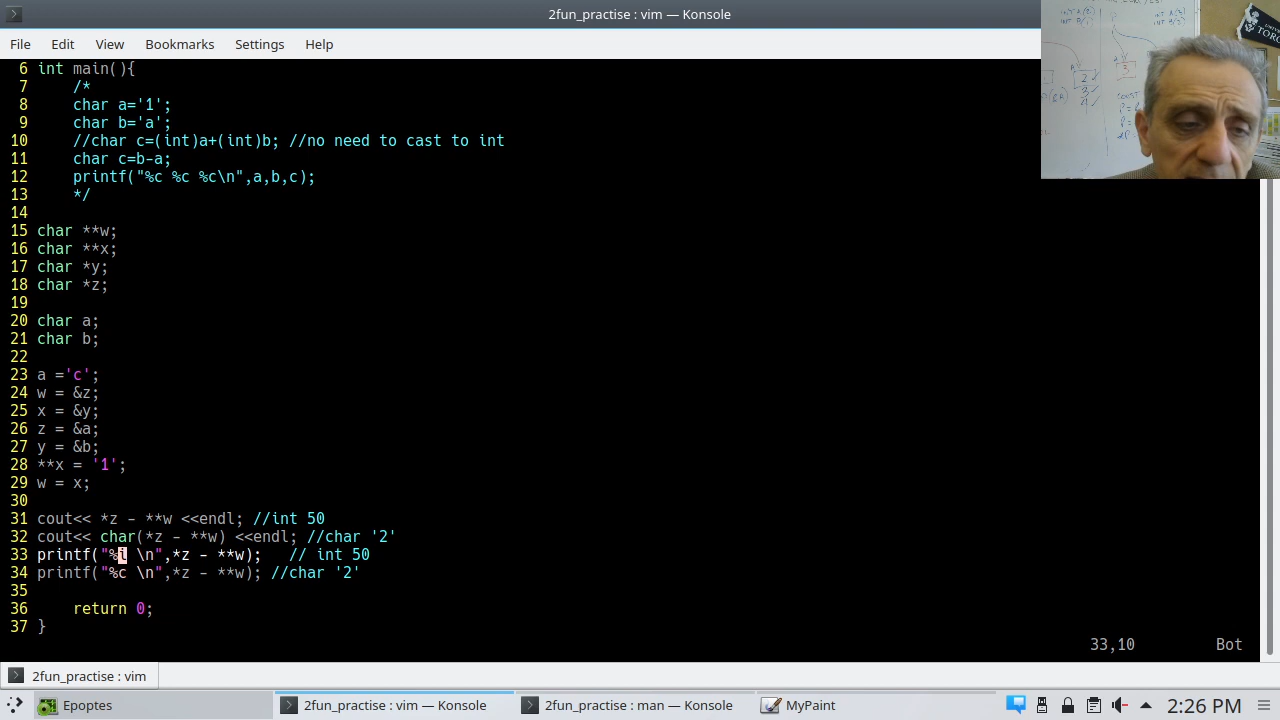 2fun_practise : vim — Konsole
File Edit View Bookmarks Settings Help
6 int main(){
7 /*
8 char a='1';
9 char b='a';
10 //char c=(int)a+(int)b; //no need to cast to int
11 char c=b-a;
12 printf("%c %c %c\n",a,b,c);
13 */
14
15 char **w;
16 char **x;
17 char *y;
18 char *z;
19
20 char a;
21 char b;
22
23 a ='c';
24 w = &z;
25 x = &y;
26 z = &a;
27 y = &b;
28 **x = '1';
29 w = x;
30
31 cout<< *z - **w <<endl; //int 50
32 cout<< char(*z - **w) <<endl; //char '2'
33 printf("%i \n",*z - **w); // int 50
34 printf("%c \n",*z - **w); //char '2'
35
36 return 0;
37 }
33,10 Bot
2fun_practise : vim
Epoptes 2fun_practise : vim — Konsole 2fun_practise : man — Konsole MyPaint 2:26 PM